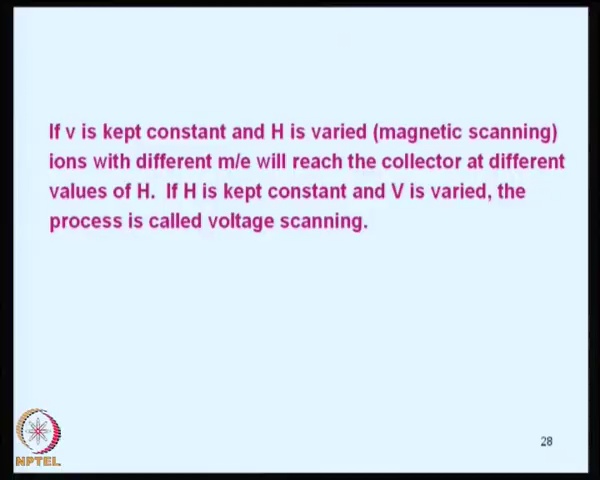 If v is kept constant and H is varied (magnetic scanning)
ions with different m/e will reach the collector at different
values of H. If H is kept constant and V is varied, the
process is called voltage scanning.
28
NPTEL